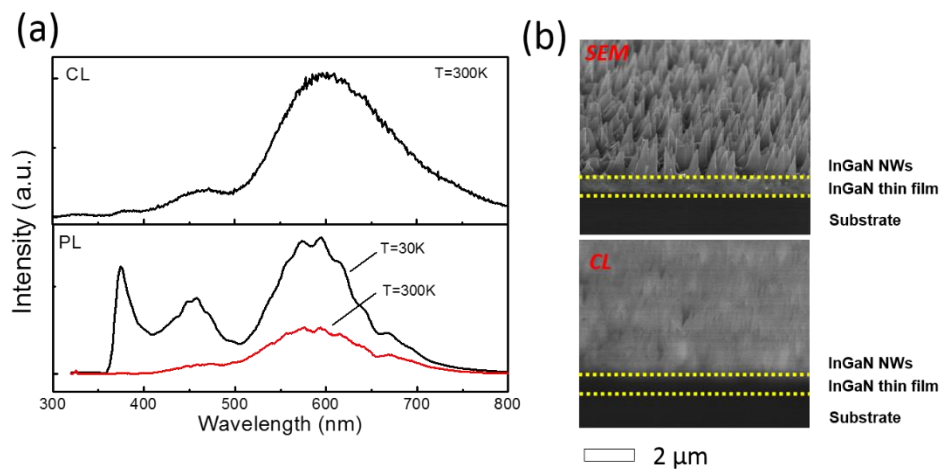 (a)
CL
T=300K
PL
T=30K
T=300K
Intensity (a.u.)
300 400 500 600 700 800
Wavelength (nm)
(b)
SEM
InGaN NWs
InGaN thin film
Substrate
CL
InGaN NWs
InGaN thin film
Substrate
2 μm